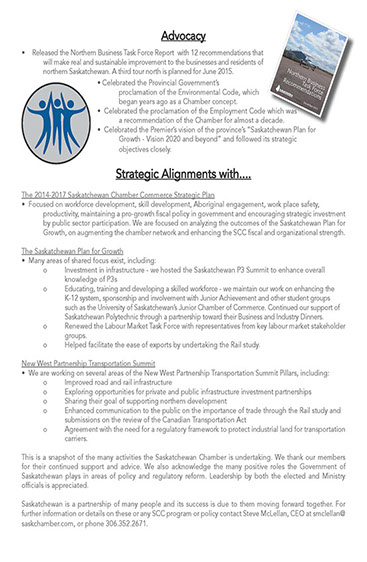 Advocacy
• Released the Northern Business Task Force Report with 12 recommendations that
will make real and sustainable improvement to the businesses and residents of
northern Saskatchewan. A third tour north is planned for June 2015.
Northern Business
Task Force
Recommendations
• Celebrated the Provincial Government's
proclamation of the Environmental Code, which
began years ago as a Chamber concept.
• Celebrated the proclamation of the Employment Code which was
a recommendation of the Chamber for almost a decade.
• Celebrated the Premier's vision of the province's "Saskatchewan Plan for
Growth - Vision 2020 and beyond" and followed its strategic
objectives closely.
Strategic Alignments with....
The 2014-2017 Saskatchewan Chamber Commerce Strategic Plan
• Focused on workforce development, skill development, Aboriginal engagement, work place safety,
productivity, maintaining a pro-growth fiscal policy in government and encouraging strategic investment
by public sector participation. We are focused on analyzing the outcomes of the Saskatchewan Plan for
Growth, on augmenting the chamber network and enhancing the SCC fiscal and organizational strength.
The Saskatchewan Plan for Growth
• Many areas of shared focus exist, including:
o Investment in infrastructure - we hosted the Saskatchewan P3 Summit to enhance overall
knowledge of P3s
o Educating, training and developing a skilled workforce - we maintain our work on enhancing the
K-12 system, sponsorship and involvement with Junior Achievement and other student groups
such as the University of Saskatchewan's Junior Chamber of Commerce. Continued our support of
Saskatchewan Polytechnic through a partnership toward their Business and Industry Dinners.
o Renewed the Labour Market Task Force with representatives from key labour market stakeholder
groups.
o Helped facilitate the ease of exports by undertaking the Rail study.
New West Partnership Transportation Summit
• We are working on several areas of the New West Partnership Transportation Summit Pillars, including:
o Improved road and rail infrastructure
o Exploring opportunities for private and public infrastructure investment partnerships
o Sharing their goal of supporting northern development
o Enhanced communication to the public on the importance of trade through the Rail study and
submissions on the review of the Canadian Transportation Act
o Agreement with the need for a regulatory framework to protect industrial land for transportation
carriers.
This is a snapshot of the many activities the Saskatchewan Chamber is undertaking. We thank our members
for their continued support and advice. We also acknowledge the many positive roles the Government of
Saskatchewan plays in areas of policy and regulatory reform. Leadership by both the elected and Ministry
officials is appreciated.
Saskatchewan is a partnership of many people and its success is due to them moving forward together. For
further information or details on these or any SCC program or policy contact Steve McLellan, CEO at smclellan@
saskchamber.com, or phone 306.352.2671.